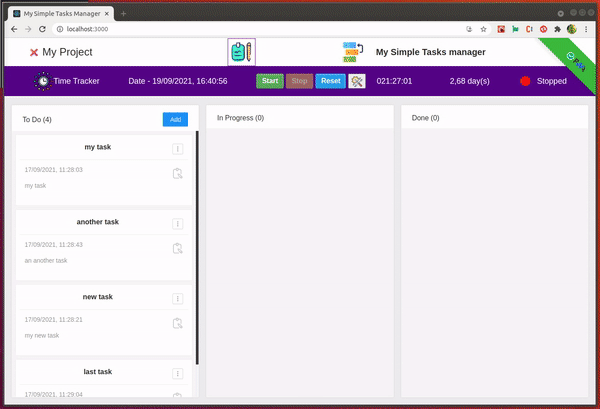 My Simple Tasks Manager
localhost:3000
My Project
My Simple Tasks manager
Time Tracker
Date - 19/09/2021, 16:40:56
Start
Stop
Reset
021:27:01
2,68 day(s)
Stopped
To Do (4)
Add
In Progress (0)
Done (0)
my task
17/09/2021, 11:28:03
my task
another task
17/09/2021, 11:28:43
an another task
new task
17/09/2021, 11:28:21
my new task
last task
17/09/2021, 11:29:04